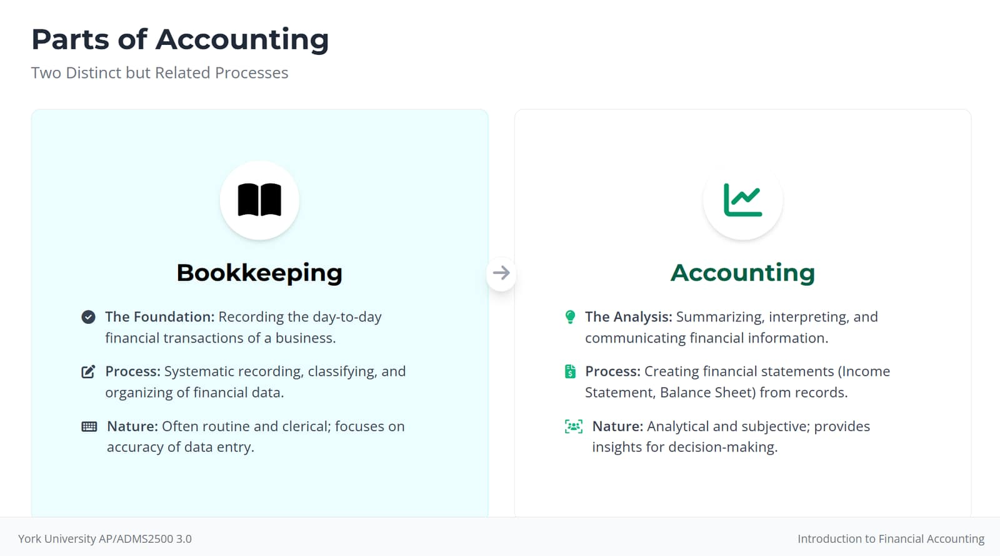 Parts of Accounting
Two Distinct but Related Processes
Bookkeeping
The Foundation: Recording the day-to-day
financial transactions of a business.
Process: Systematic recording, classifying, and
organizing of financial data.
Nature: Often routine and clerical; focuses on
accuracy of data entry.
Accounting
The Analysis: Summarizing, interpreting, and
communicating financial information.
Process: Creating financial statements (Income
Statement, Balance Sheet) from records.
Nature: Analytical and subjective; provides
insights for decision-making.
York University AP/ADMS2500 3.0
Introduction to Financial Accounting